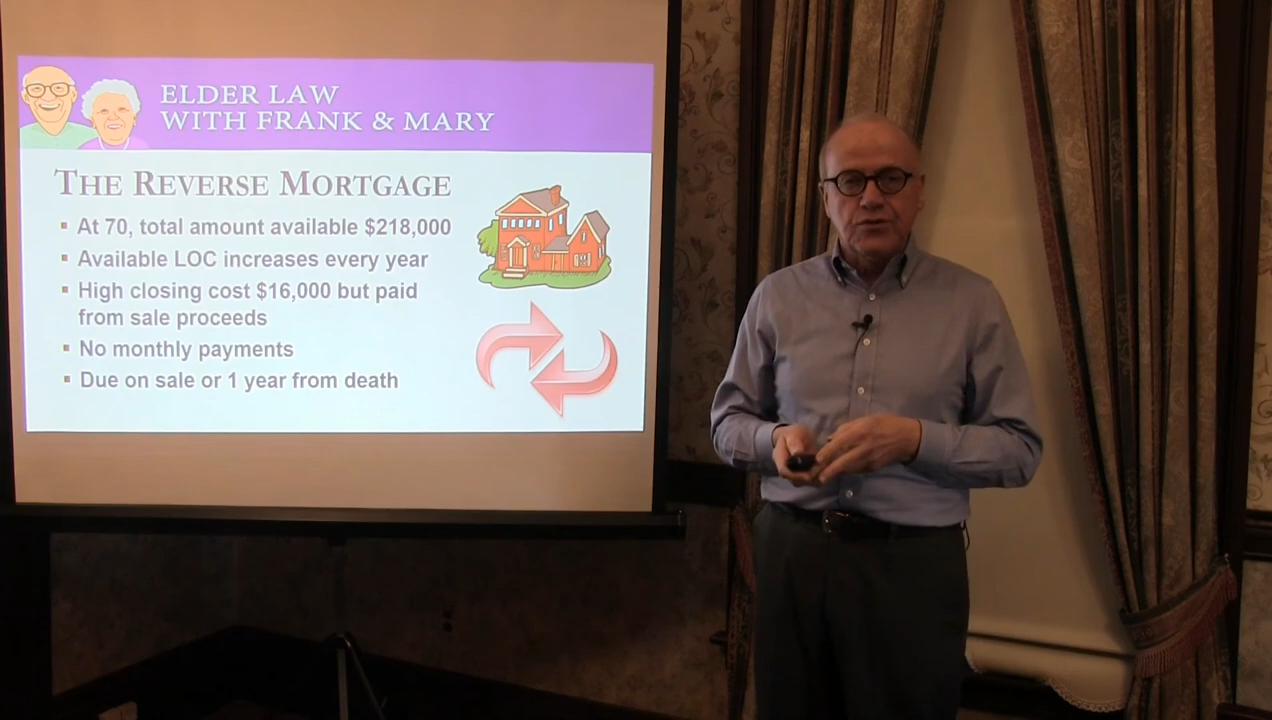 ELDER LAW
WITH FRANK & MARY
THE REVERSE MORTGAGE
▪ At 70, total amount available $218,000
▪ Available LOC increases every year
▪ High closing cost $16,000 but paid
from sale proceeds
▪ No monthly payments
▪ Due on sale or 1 year from death